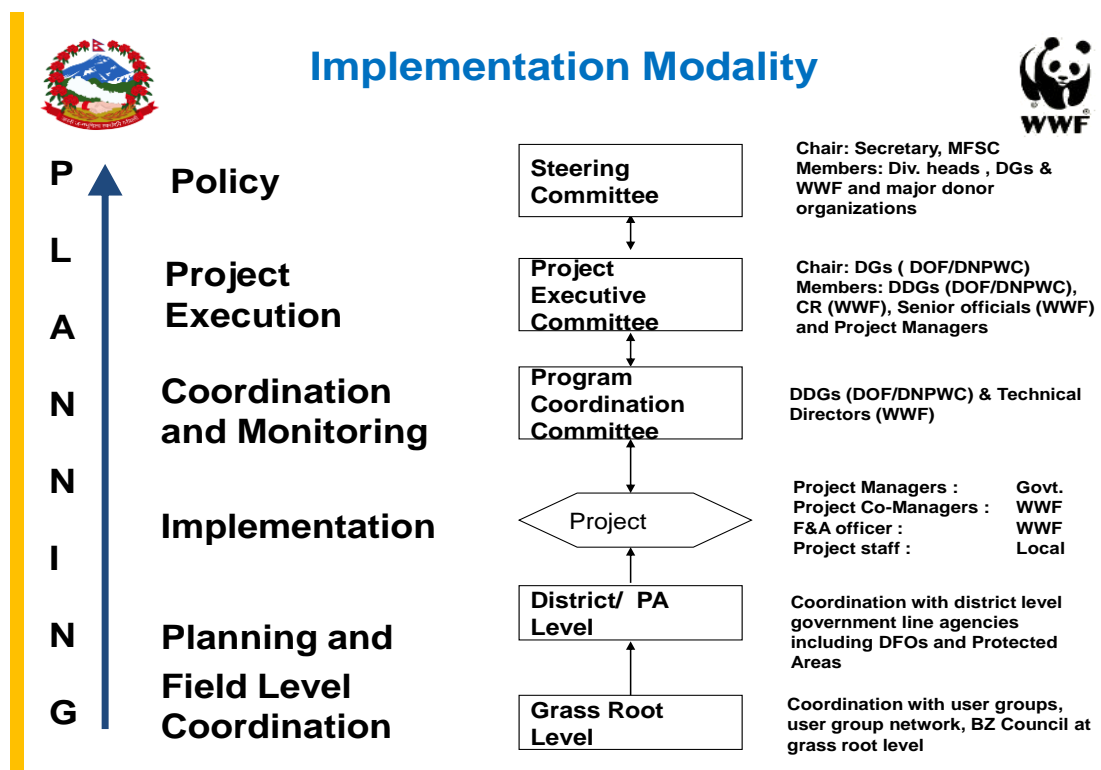 Implementation Modality
WWF
PLANNING
Policy
Steering
Committee
Chair: Secretary, MFSC
Members: Div. heads , DGs &
WWF and major donor
organizations
Project
Execution
Project
Executive
Committee
Chair: DGs ( DOF/DNPWC)
Members: DDGs (DOF/DNPWC),
CR (WWF), Senior officials (WWF)
and Project Managers
Coordination
and Monitoring
Program
Coordination
Committee
DDGs (DOF/DNPWC) & Technical
Directors (WWF)
Implementation
Project
Project Managers : Govt.
Project Co-Managers : WWF
F&A officer : WWF
Project staff : Local
Planning and
Field Level
Coordination
District/ PA
Level
Coordination with district level
government line agencies
including DFOs and Protected
Areas
Grass Root
Level
Coordination with user groups,
user group network, BZ Council at
grass root level